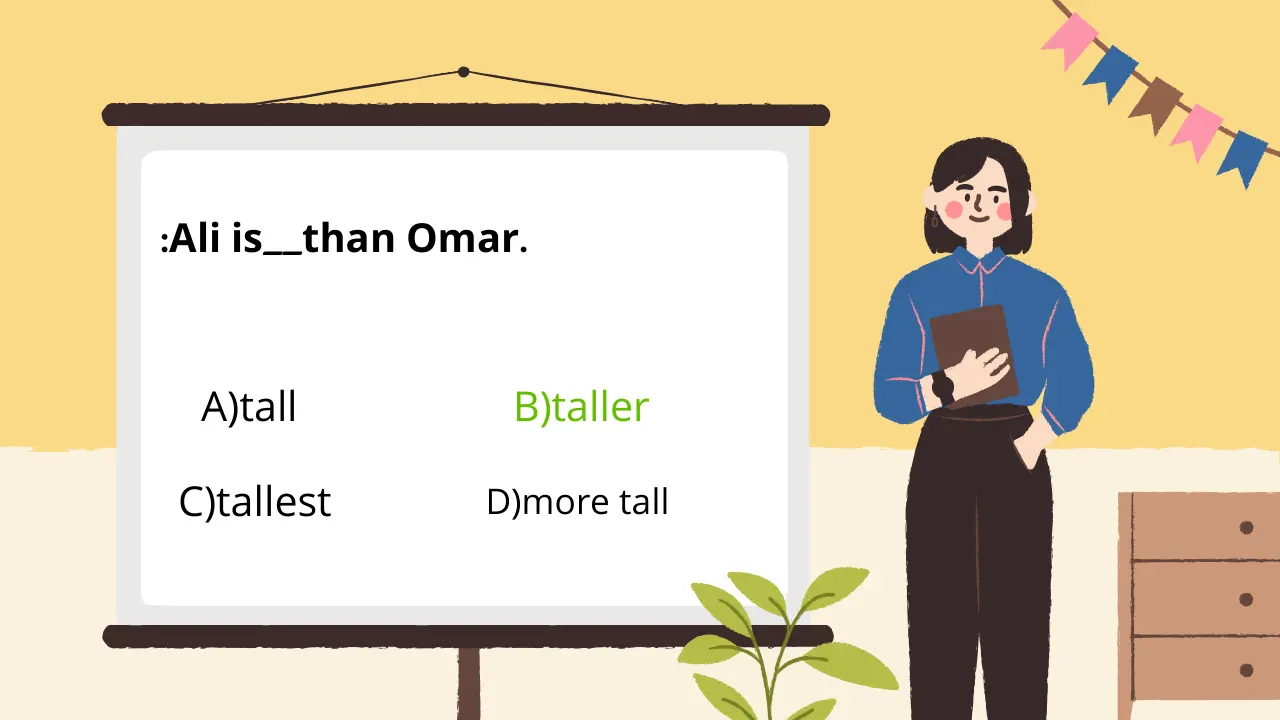 :Ali is__than Omar.
A)tall
B)taller
C)tallest
D)more tall